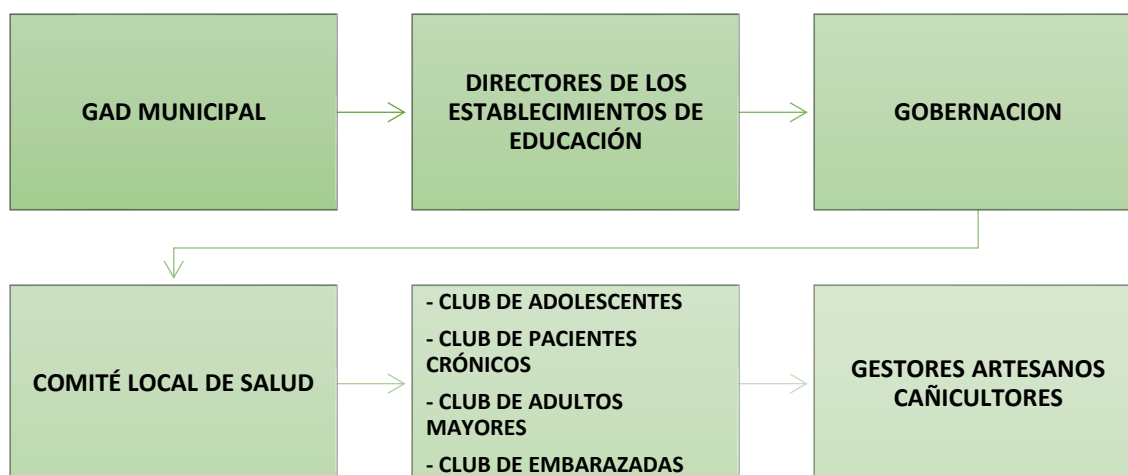 GAD MUNICIPAL
DIRECTORES DE LOS
ESTABLECIMIENTOS DE
EDUCACIÓN
GOBERNACION
COMITÉ LOCAL DE SALUD
- CLUB DE ADOLESCENTES
- CLUB DE PACIENTES
CRÓNICOS
- CLUB DE ADULTOS
MAYORES
- CLUB DE EMBARAZADAS
GESTORES ARTESANOS
CAÑICULTORES